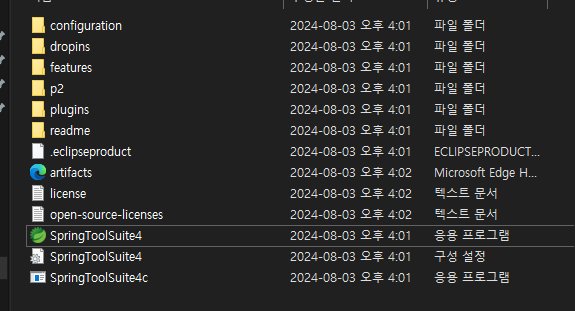 configuration 2024-08-03 오후 4:01 파일 폴더
dropins 2024-08-03 오후 4:01 파일 폴더
features 2024-08-03 오후 4:01 파일 폴더
p2 2024-08-03 오후 4:01 파일 폴더
plugins 2024-08-03 오후 4:01 파일 폴더
readme 2024-08-03 오후 4:01 파일 폴더
.eclipseproduct 2024-08-03 오후 4:01 ECLIPSEPRODUCT...
artifacts 2024-08-03 오후 4:02 Microsoft Edge H...
license 2024-08-03 오후 4:02 텍스트 문서
open-source-licenses 2024-08-03 오후 4:02 텍스트 문서
SpringToolSuite4 2024-08-03 오후 4:01 응용 프로그램
SpringToolSuite4 2024-08-03 오후 4:01 구성 설정
SpringToolSuite4c 2024-08-03 오후 4:01 응용 프로그램